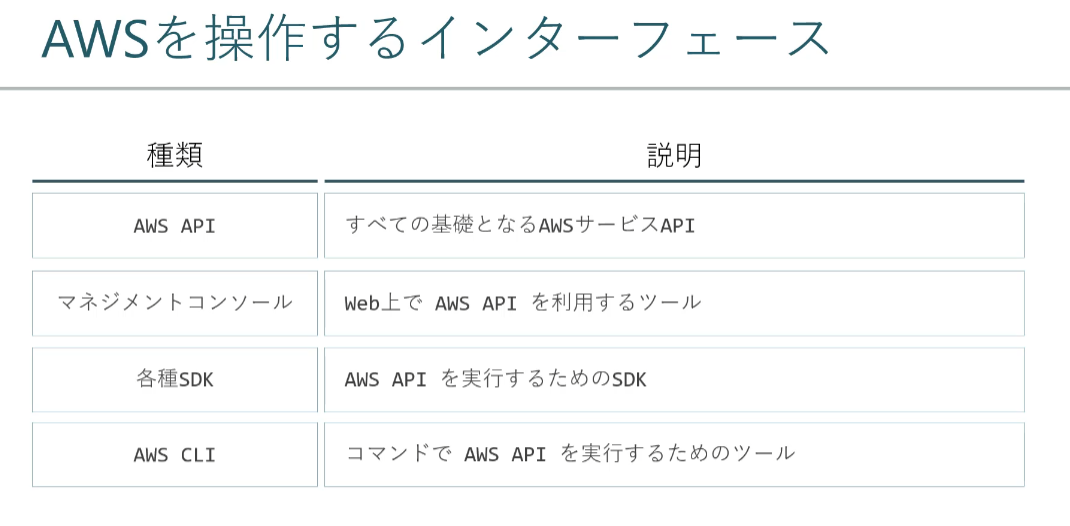 AWSを操作するインターフェース
種類 説明
AWS API すべての基礎となるAWSサービスAPI
マネジメントコンソール Web上で AWS API を利用するツール
各種SDK AWS API を実行するためのSDK
AWS CLI コマンドで AWS API を実行するためのツール